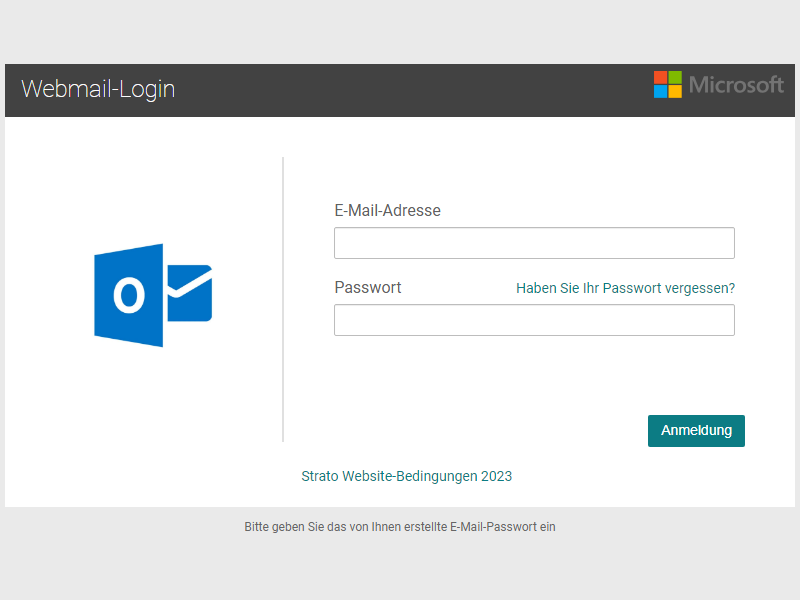 Webmail-Login
Microsoft
E-Mail-Adresse
Passwort
Haben Sie Ihr Passwort vergessen?
Anmeldung
Strato Website-Bedingungen 2023
Bitte geben Sie das von Ihnen erstellte E-Mail-Passwort ein